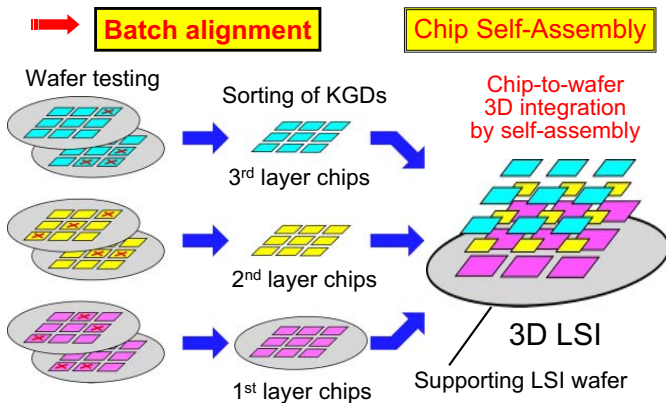 Batch alignment
Chip Self-Assembly
Wafer testing
Sorting of KGDs
3rd layer chips
2nd layer chips
1st layer chips
Chip-to-wafer
3D integration
by self-assembly
3D LSI
Supporting LSI wafer